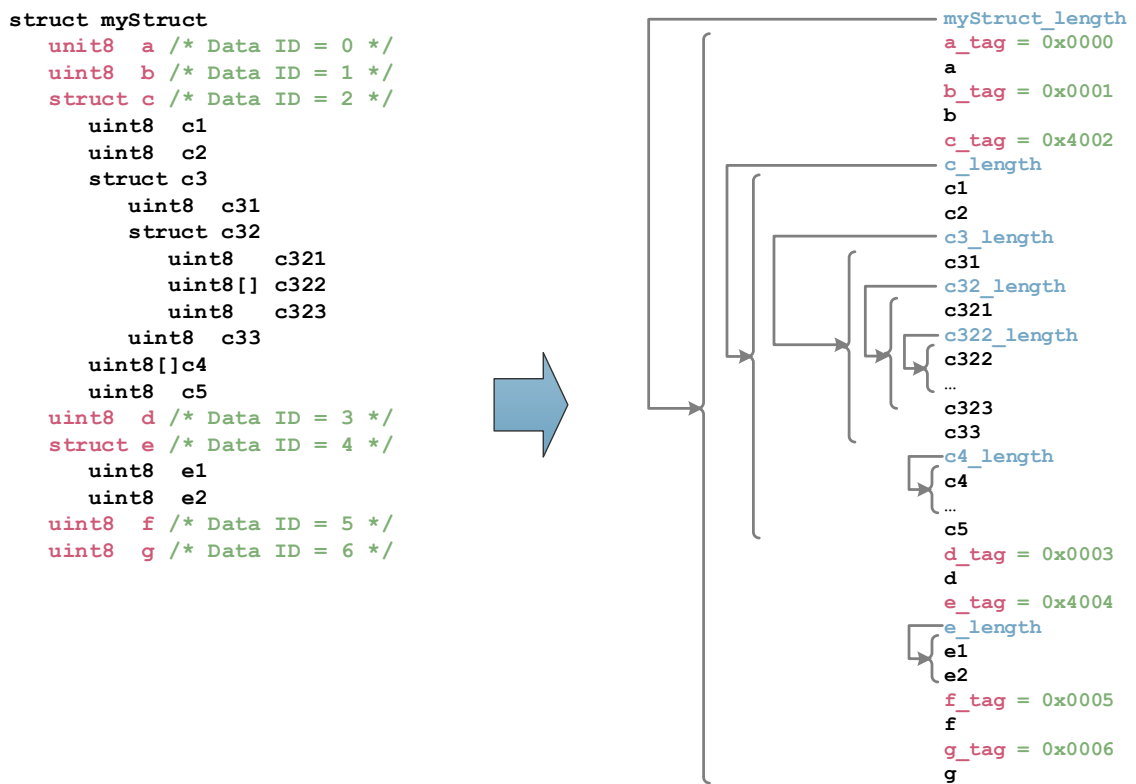 struct myStruct
unit8 a /* Data ID = 0 */
uint8 b /* Data ID = 1 */
struct c /* Data ID = 2 */
uint8 c1
uint8 c2
struct c3
uint8 c31
struct c32
uint8 c321
uint8[] c322
uint8 c323
uint8 c33
uint8[]c4
uint8 c5
uint8 d /* Data ID = 3 */
struct e /* Data ID = 4 */
uint8 e1
uint8 e2
uint8 f /* Data ID = 5 */
uint8 g /* Data ID = 6 */
myStruct_length
a_tag = 0x0000
a
b_tag = 0x0001
b
c_tag = 0x4002
c_length
c1
c2
c3_length
c31
c32_length
c321
c322_length
c322
…
c323
c33
c4_length
c4
…
c5
d_tag = 0x0003
d
e_tag = 0x4004
e_length
e1
e2
f_tag = 0x0005
f
g_tag = 0x0006
g